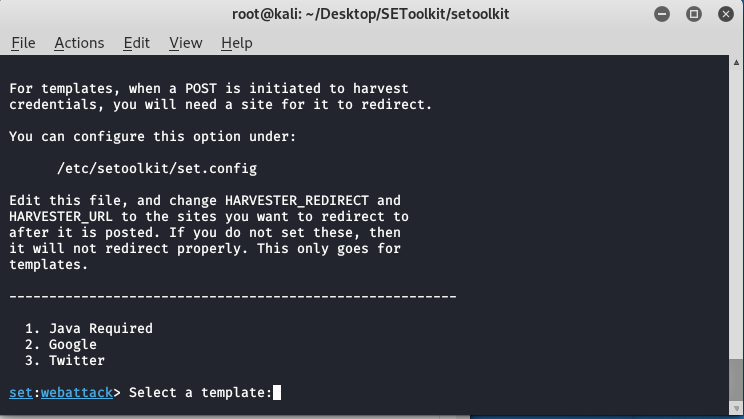 root@kali: ~/Desktop/SEToolkit/setoolkit
File Actions Edit View Help
For templates, when a POST is initiated to harvest
credentials, you will need a site for it to redirect.
You can configure this option under:
/etc/setoolkit/set.config
Edit this file, and change HARVESTER_REDIRECT and
HARVESTER_URL to the sites you want to redirect to
after it is posted. If you do not set these, then
it will not redirect properly. This only goes for
templates.
--------------------------------------------------------
1. Java Required
2. Google
3. Twitter
set:webattack> Select a template: